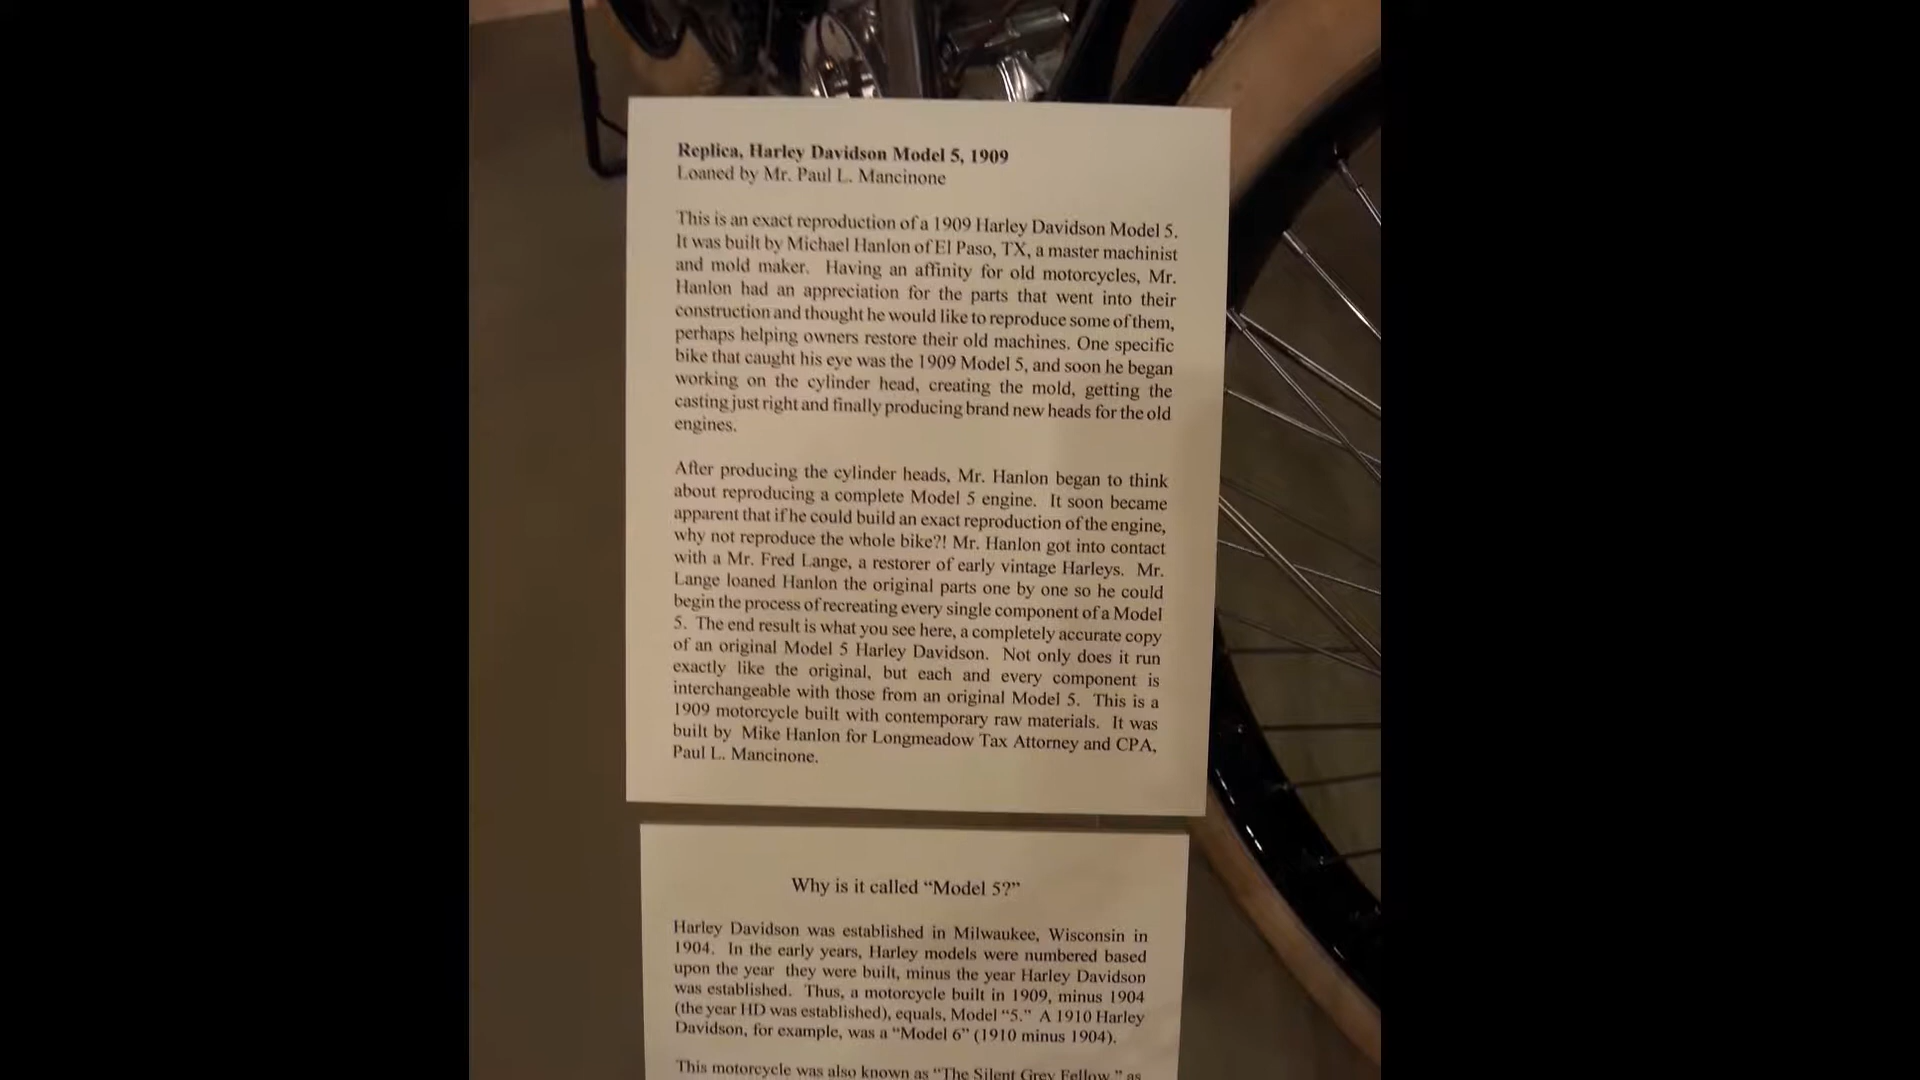 Replica, Harley Davidson Model 5, 1909
Loaned by Mr. Paul L. Mancinone
This is an exact reproduction of a 1909 Harley Davidson Model 5.
It was built by Michael Hanlon of El Paso, TX, a master machinist
and mold maker. Having an affinity for old motorcycles, Mr.
Hanlon had an appreciation for the parts that went into their
construction and thought he would like to reproduce some of them,
perhaps helping owners restore their old machines. One specific
bike that caught his eye was the 1909 Model 5, and soon he began
working on the cylinder head, creating the mold, getting the
casting just right and finally producing brand new heads for the old
engines.
After producing the cylinder heads, Mr. Hanlon began to think
about reproducing a complete Model 5 engine. It soon became
apparent that if he could build an exact reproduction of the engine,
why not reproduce the whole bike?! Mr. Hanlon got into contact
with a Mr. Fred Lange, a restorer of early vintage Harleys. Mr.
Lange loaned Hanlon the original parts one by one so he could
begin the process of recreating every single component of a Model
5. The end result is what you see here, a completely accurate copy
of an original Model 5 Harley Davidson. Not only does it run
exactly like the original, but each and every component is
interchangeable with those from an original Model 5. This is a
1909 motorcycle built with contemporary raw materials. It was
built by Mike Hanlon for Longmeadow Tax Attorney and CPA,
Paul L. Mancinone.
Why is it called “Model 5?”
Harley Davidson was established in Milwaukee, Wisconsin in
1904. In the early years, Harley models were numbered based
upon the year they were built, minus the year Harley Davidson
was established. Thus, a motorcycle built in 1909, minus 1904
(the year HD was established), equals, Model “5.” A 1910 Harley
Davidson, for example, was a “Model 6” (1910 minus 1904).
This motorcycle was also known as “The Silent Grey Fellow,” as